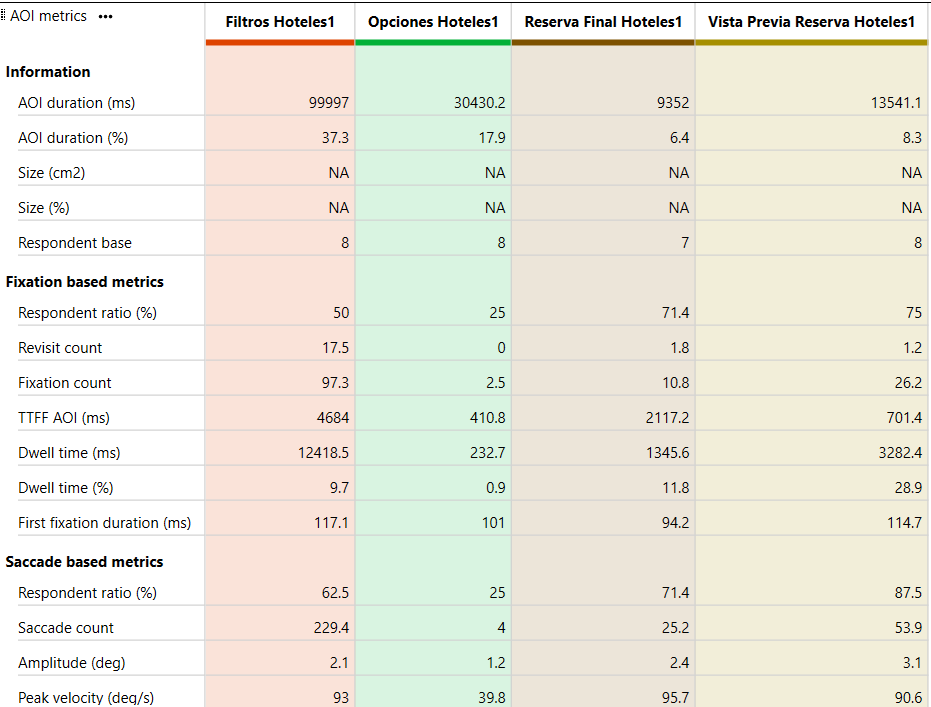 AOI metrics •••
Filtros Hoteles1 Opciones Hoteles1 Reserva Final Hoteles1 Vista Previa Reserva Hoteles1
Information
AOI duration (ms) 99997 30430.2 9352 13541.1
AOI duration (%) 37.3 17.9 6.4 8.3
Size (cm2) NA NA NA NA
Size (%) NA NA NA NA
Respondent base 8 8 7 8
Fixation based metrics
Respondent ratio (%) 50 25 71.4 75
Revisit count 17.5 0 1.8 1.2
Fixation count 97.3 2.5 10.8 26.2
TTFF AOI (ms) 4684 410.8 2117.2 701.4
Dwell time (ms) 12418.5 232.7 1345.6 3282.4
Dwell time (%) 9.7 0.9 11.8 28.9
First fixation duration (ms) 117.1 101 94.2 114.7
Saccade based metrics
Respondent ratio (%) 62.5 25 71.4 87.5
Saccade count 229.4 4 25.2 53.9
Amplitude (deg) 2.1 1.2 2.4 3.1
Peak velocity (deg/s) 93 39.8 95.7 90.6